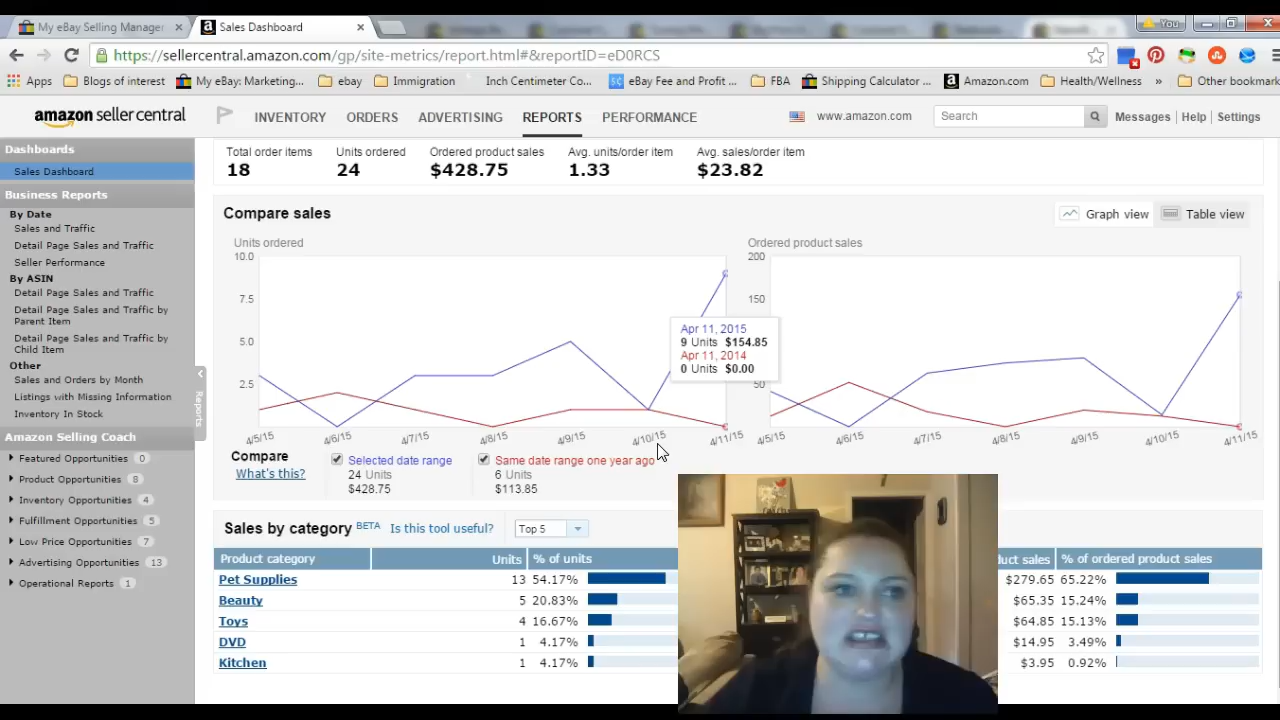 My eBay Selling Manager
Sales Dashboard
You
https://sellercentral.amazon.com/gp/site-metrics/report.html#&reportID=eD0RCS
Apps
Blogs of interest
My eBay: Marketing...
ebay
Immigration
Inch Centimeter Co...
eBay Fee and Profit ...
FBA
Shipping Calculator ...
Amazon.com
Health/Wellness
»
Other bookmark
amazon seller central
INVENTORY
ORDERS
ADVERTISING
REPORTS
PERFORMANCE
www.amazon.com
Search
Messages | Help | Settings
Dashboards
Sales Dashboard
Business Reports
By Date
Sales and Traffic
Detail Page Sales and Traffic
Seller Performance
By ASIN
Detail Page Sales and Traffic
Detail Page Sales and Traffic by
Parent Item
Detail Page Sales and Traffic by
Child Item
Other
Sales and Orders by Month
Listings with Missing Information
Inventory In Stock
Amazon Selling Coach
Featured Opportunities 0
Product Opportunities 8
Inventory Opportunities 4
Fulfillment Opportunities 5
Low Price Opportunities 7
Advertising Opportunities 13
Operational Reports 1
Reports
Total order items Units ordered Ordered product sales Avg. units/order item Avg. sales/order item
18 24 $428.75 1.33 $23.82
Compare sales
Graph view
Table view
Units ordered
10.0
7.5
5.0
2.5
4/5/15 4/6/15 4/7/15 4/8/15 4/9/15 4/10/15 4/11/15
Ordered product sales
200
150
50
4/5/15 4/6/15 4/7/15 4/8/15 4/9/15 4/10/15 4/11/15
Apr 11, 2015
9 Units $154.85
Apr 11, 2014
0 Units $0.00
Compare
What's this?
Selected date range
24 Units
$428.75
Same date range one year ago
6 Units
$113.85
Sales by category BETA Is this tool useful? Top 5
Product category Units % of units uct sales % of ordered product sales
Pet Supplies 13 54.17% $279.65 65.22%
Beauty 5 20.83% $65.35 15.24%
Toys 4 16.67% $64.85 15.13%
DVD 1 4.17% $14.95 3.49%
Kitchen 1 4.17% $3.95 0.92%